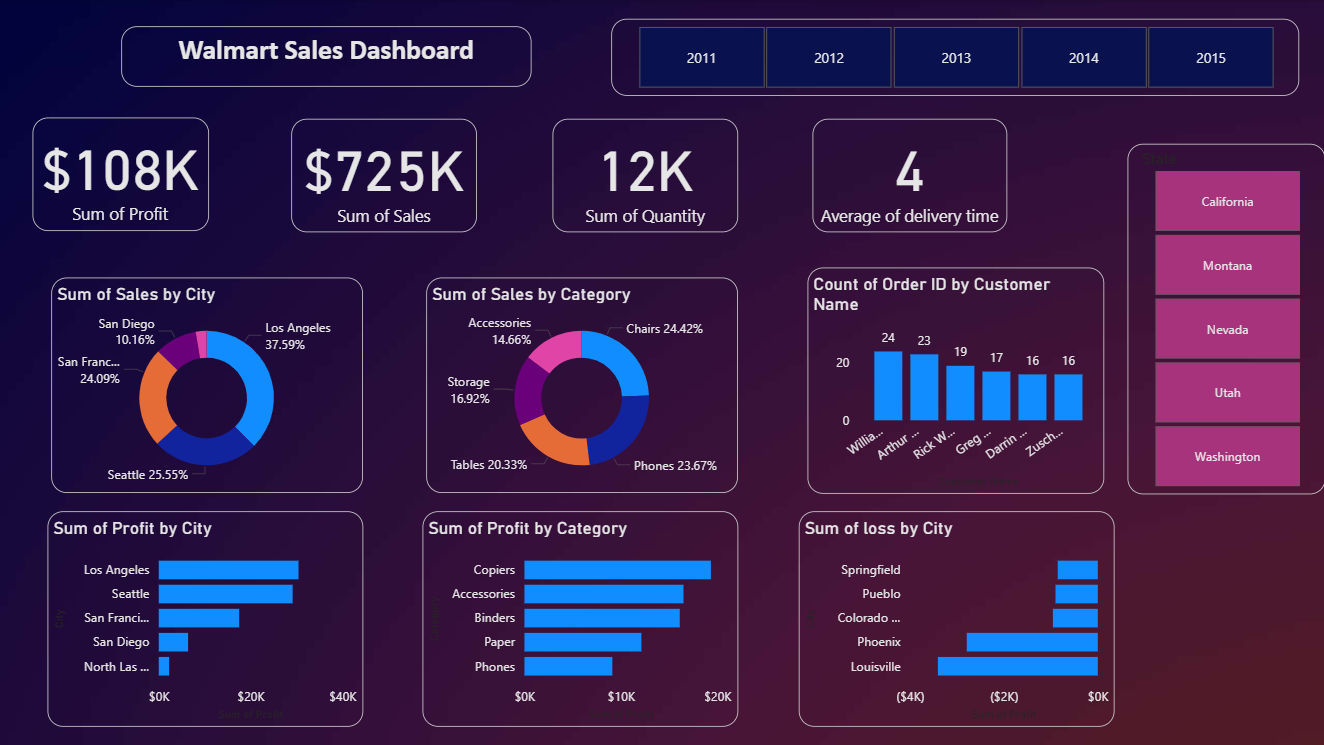 Walmart Sales Dashboard
2011
2012
2013
2014
2015
$108K
Sum of Profit
$725K
Sum of Sales
12K
Sum of Quantity
4
Average of delivery time
State
California
Montana
Nevada
Utah
Washington
Sum of Sales by City
San Diego
10.16%
Los Angeles
37.59%
San Franc...
24.09%
Seattle 25.55%
Sum of Sales by Category
Accessories
14.66%
Chairs 24.42%
Storage
16.92%
Tables 20.33%
Phones 23.67%
Count of Order ID by Customer
Name
20
0
24
23
19
17
16
16
Willia...
Arthur ...
Rick W...
Greg ...
Darrin ...
Zusch...
Customer Name
Sum of Profit by City
City
Los Angeles
Seattle
San Franci...
San Diego
North Las ...
$0K
$20K
$40K
Sum of Profit
Sum of Profit by Category
Category
Copiers
Accessories
Binders
Paper
Phones
$0K
$10K
$20K
Sum of loss by City
Springfield
Pueblo
Colorado ...
Phoenix
Louisville
($4K)
($2K)
$0K